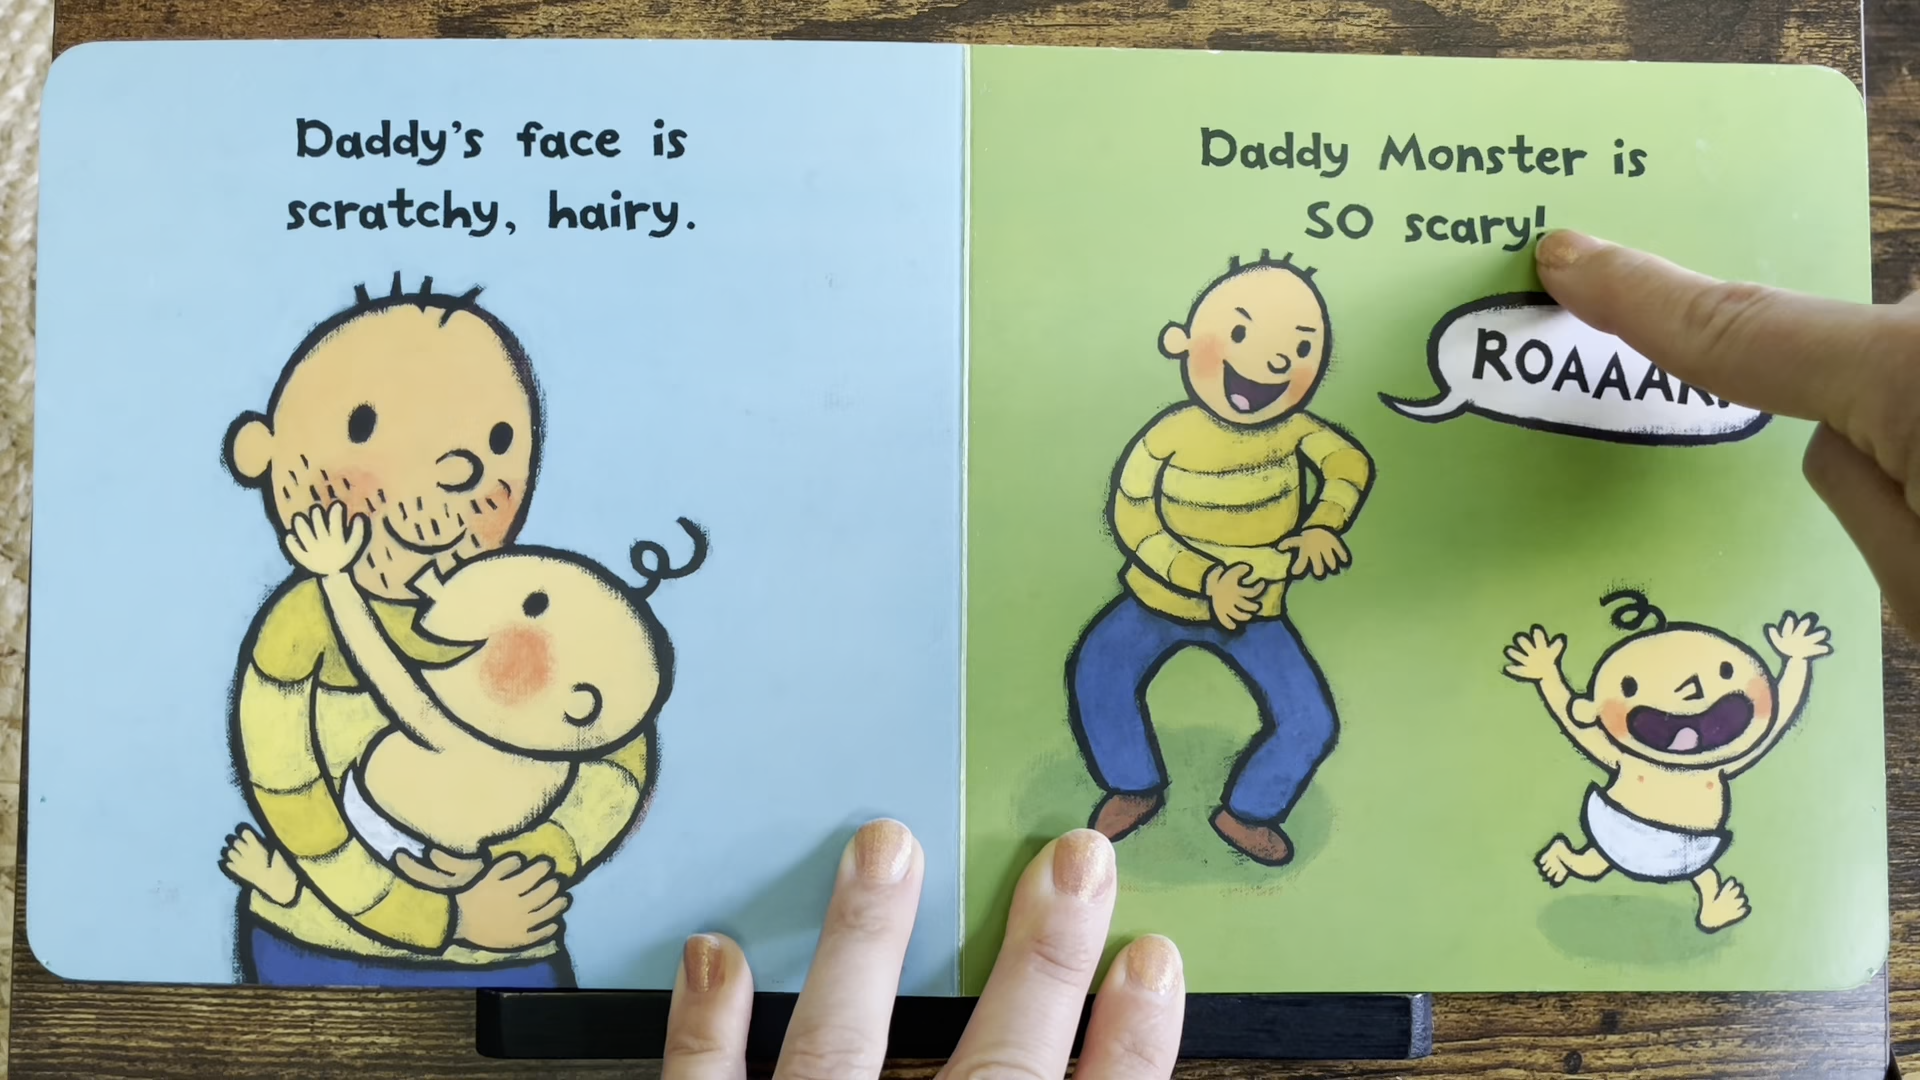 Daddy's face is
scratchy, hairy.
Daddy Monster is
SO scary!